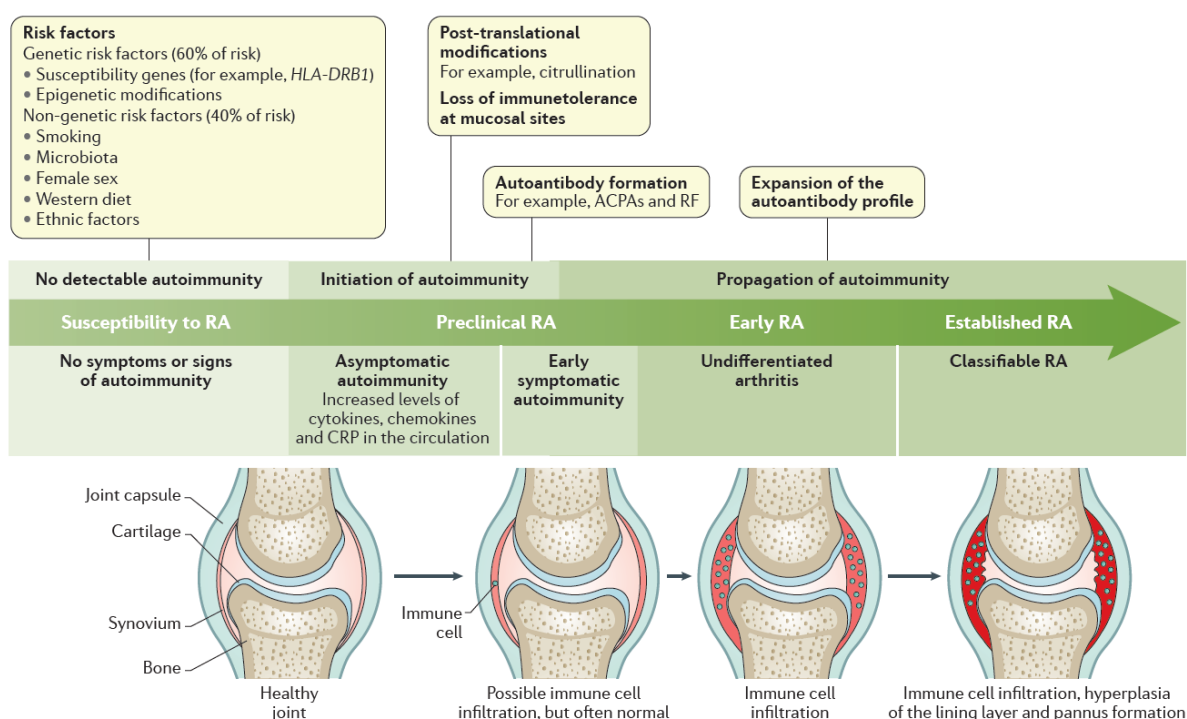 Risk factors
Genetic risk factors (60% of risk)
• Susceptibility genes (for example, HLA-DRB1)
• Epigenetic modifications
Non-genetic risk factors (40% of risk)
• Smoking
• Microbiota
• Female sex
• Western diet
• Ethnic factors
Post-translational
modifications
For example, citrullination
Loss of immunetolerance
at mucosal sites
Autoantibody formation
For example, ACPAs and RF
Expansion of the
autoantibody profile
No detectable autoimmunity
Initiation of autoimmunity
Propagation of autoimmunity
Susceptibility to RA
Preclinical RA
Early RA
Established RA
No symptoms or signs
of autoimmunity
Asymptomatic
autoimmunity
Increased levels of
cytokines, chemokines
and CRP in the circulation
Early
symptomatic
autoimmunity
Undifferentiated
arthritis
Classifiable RA
Joint capsule
Cartilage
Synovium
Bone
Immune
cell
Healthy
joint
Possible immune cell
infiltration, but often normal
Immune cell
infiltration
Immune cell infiltration, hyperplasia
of the lining layer and pannus formation